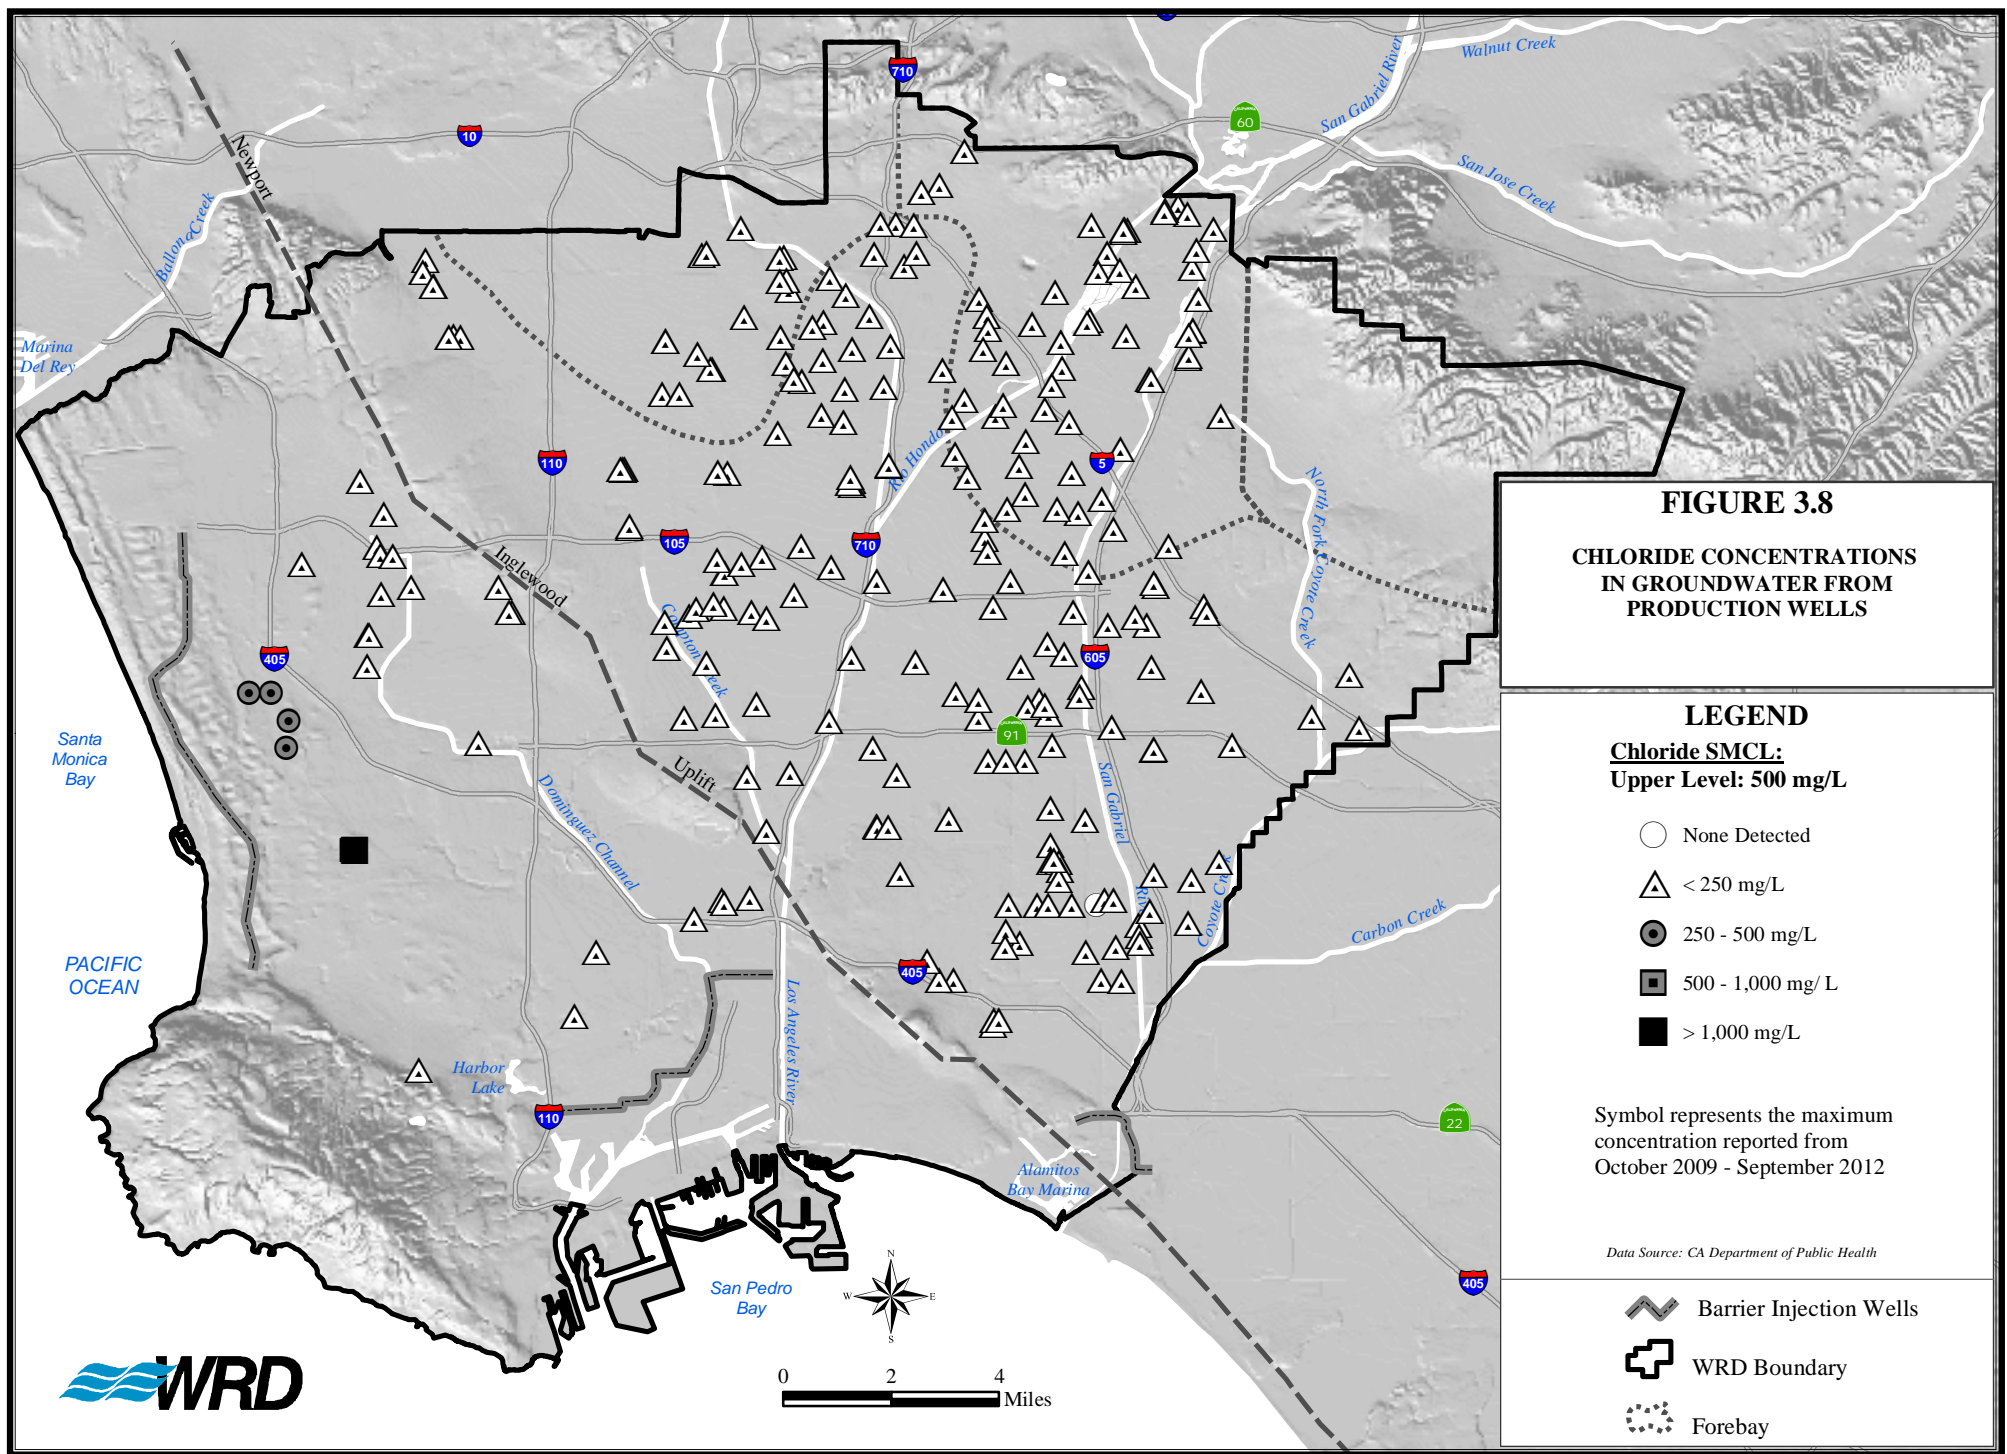 710
Walnut Creek
San Gabriel River
60
10
Newport
San Jose Creek
Ballona Creek
Marina
Del Rey
110
5
Rio Hondo
North Fork Coyote Creek
FIGURE 3.8
CHLORIDE CONCENTRATIONS
IN GROUNDWATER FROM
PRODUCTION WELLS
105
710
Inglewood
Compton Creek
405
605
91
LEGEND
Chloride SMCL:
Upper Level: 500 mg/L
None Detected
< 250 mg/L
250 - 500 mg/L
500 - 1,000 mg/ L
> 1,000 mg/L
Symbol represents the maximum
concentration reported from
October 2009 - September 2012
Data Source: CA Department of Public Health
Barrier Injection Wells
WRD Boundary
Forebay
Santa
Monica
Bay
Uplift
Dominguez Channel
San Gabriel
River
Coyote Creek
Carbon Creek
PACIFIC
OCEAN
405
Los Angeles River
Harbor
Lake
110
22
Alamitos
Bay Marina
San Pedro
Bay
N
W
E
S
405
WRD
0 2 4
Miles